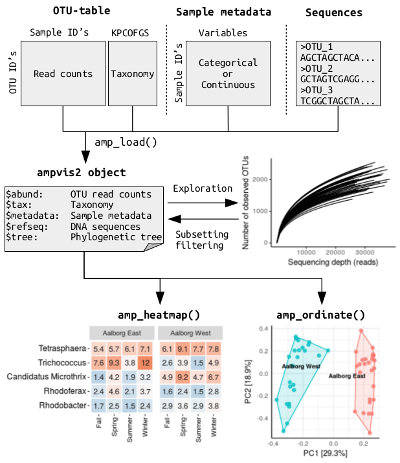 OTU-table
Sample metadata
Sequences
Sample ID's
KPCOFGS
Variables
OTU ID's
Read counts
Taxonomy
Sample ID's
Categorical
or
Continuous
>OTU_1
AGCTAGCTACA...
>OTU_2
GCTAGTCGAGG...
>OTU_3
TCGGCTAGCTA...
amp_load()
ampvis2 object
$abund: OTU read counts
$tax: Taxonomy
$metadata: Sample metadata
$refseq: DNA sequences
$tree: Phylogenetic tree
Exploration
Subsetting
filtering
Number of observed OTUs
2000
1000
0
10000 20000 30000
Sequencing depth (reads)
amp_heatmap()
Aalborg East Aalborg West
Tetrasphaera 5.4 5.7 6.1 7.1 6.1 9.1 7.7 7.8
Trichococcus 7.6 9.3 3.8 12 2.6 3.9 1.5 4.9
Candidatus Microthrix 1.4 4.2 1.9 3.2 4.9 9.2 4.7 6.7
Rhodoferax 2.4 4.6 2.1 3.7 1.6 2.4 1.5 2.8
Rhodobacter 1.7 2.5 1.5 2.4 2.9 3.6 2.9 3.8
Fall Spring Summer Winter Fall Spring Summer Winter
amp_ordinate()
PC2 [18.9%]
0.4
0.2
0.0
-0.2
-0.4
Aalborg West
Aalborg East
-0.2 0.0 0.2
PC1 [29.3%]